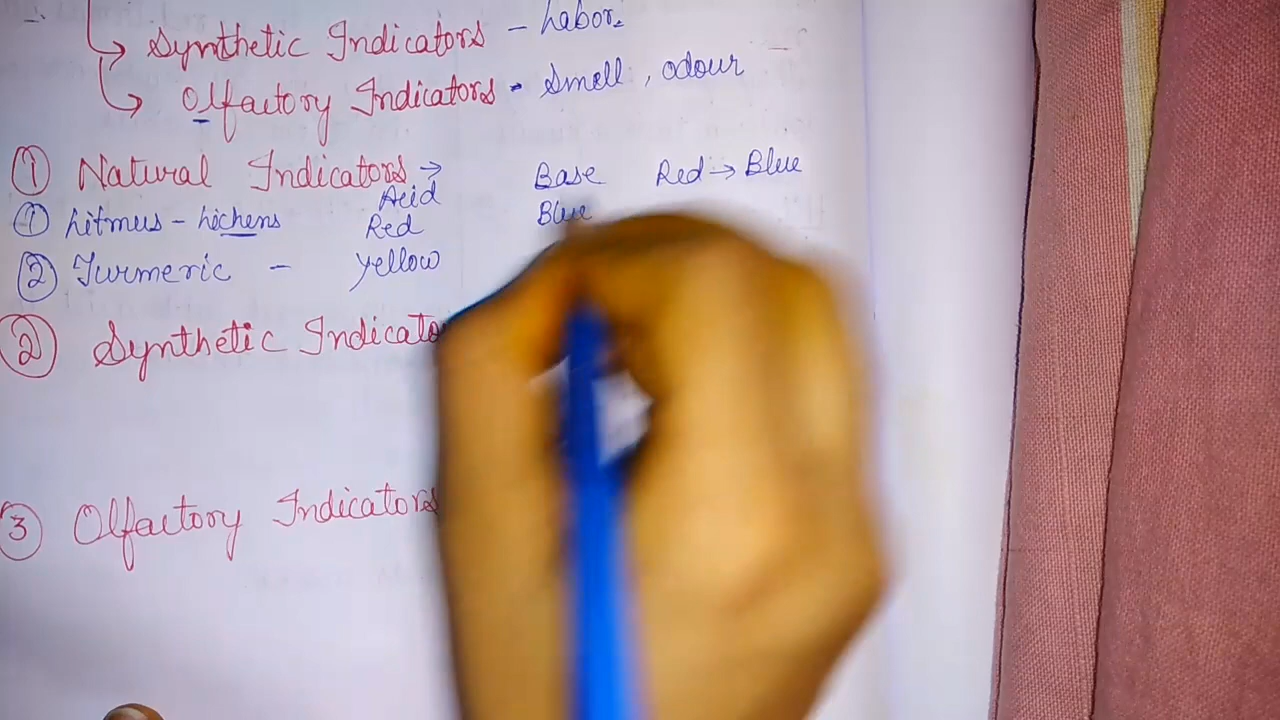 Synthetic Indicators - Labor.
Olfactory Indicators - Smell, odour
① Natural Indicators → Base Red → Blue
Acid
① Litmus - Lichens Red Blue
② Turmeric - yellow
② Synthetic Indicato
③ Olfactory Indicators